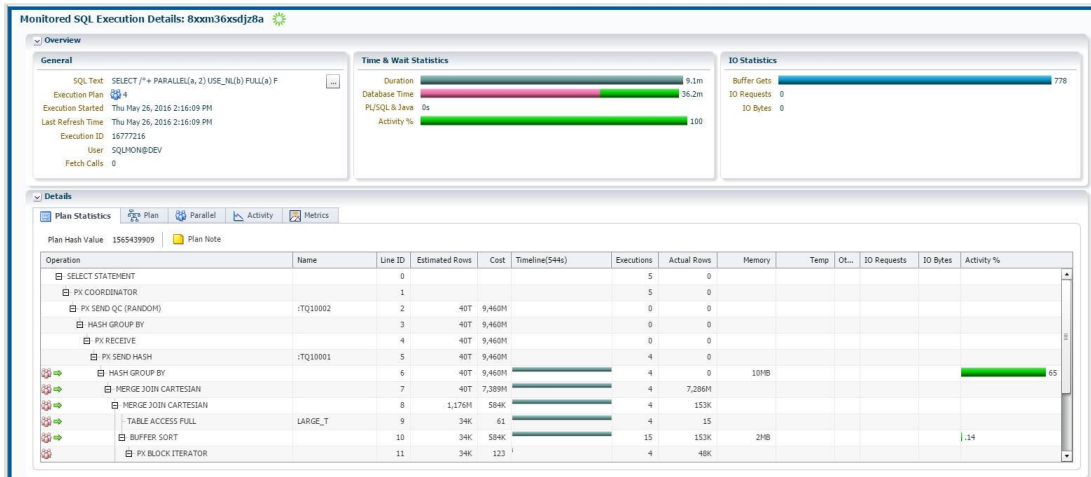 Monitored SQL Execution Details: 8xxm36xsdjz8a
Overview
General
SQL Text SELECT /*+ PARALLEL(a, 2) USE_NL(b) FULL(a) F ...
Execution Plan 4
Execution Started Thu May 26, 2016 2:16:09 PM
Last Refresh Time Thu May 26, 2016 2:16:09 PM
Execution ID 16777216
User SQLMON@DEV
Fetch Calls 0
Time & Wait Statistics
Duration 9.1m
Database Time 36.2m
PL/SQL & Java 0s
Activity % 100
IO Statistics
Buffer Gets 778
IO Requests 0
IO Bytes 0
Details
Plan Statistics Plan Parallel Activity Metrics
Plan Hash Value 1565439909 Plan Note
Operation Name Line ID Estimated Rows Cost Timeline(544s) Executions Actual Rows Memory Temp Ot... IO Requests IO Bytes Activity %
SELECT STATEMENT 0 5 0
PX COORDINATOR 1 5 0
PX SEND QC (RANDOM) :TQ10002 2 40T 9,460M 0 0
HASH GROUP BY 3 40T 9,460M 0 0
PX RECEIVE 4 40T 9,460M 0 0
PX SEND HASH :TQ10001 5 40T 9,460M 4 0
HASH GROUP BY 6 40T 9,460M 4 0 10MB 65
MERGE JOIN CARTESIAN 7 40T 7,389M 4 7,286M
MERGE JOIN CARTESIAN 8 1,176M 584K 4 153K
TABLE ACCESS FULL LARGE_T 9 34K 61 4 15
BUFFER SORT 10 34K 584K 15 153K 2MB .14
PX BLOCK ITERATOR 11 34K 123 4 48K